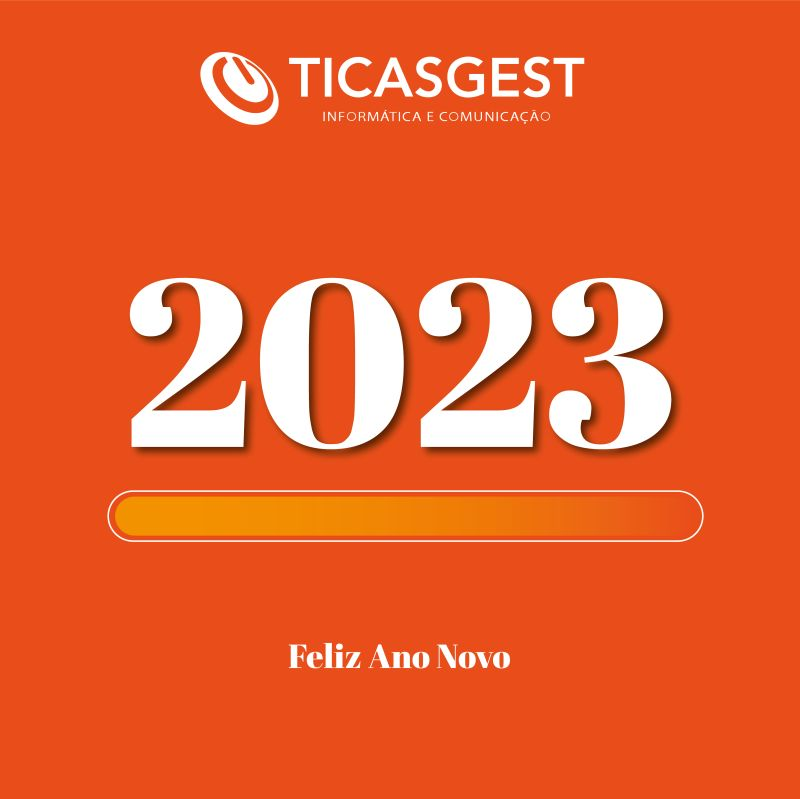 TICASGEST
INFORMÁTICA E COMUNICAÇÃO
2023
Feliz Ano Novo